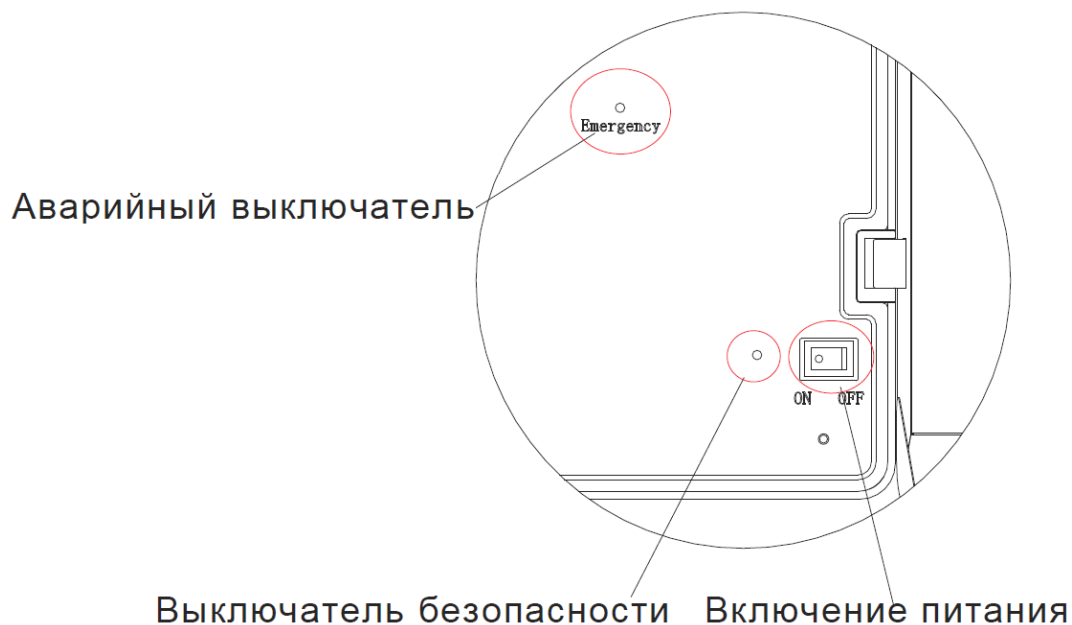 Emergency
Аварийный выключатель
ON OFF
Выключатель безопасности
Включение питания